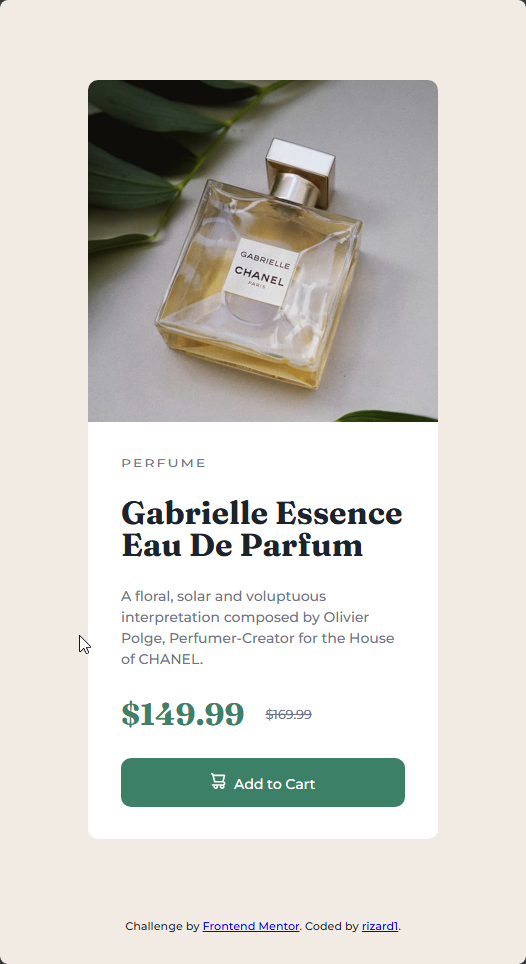 GABRIELLE
CHANEL
PARIS
PERFUME
Gabrielle Essence
Eau De Parfum
A floral, solar and voluptuous
interpretation composed by Olivier
Polge, Perfumer-Creator for the House
of CHANEL.
$149.99 $169.99
Add to Cart
Challenge by Frontend Mentor. Coded by rizard1.